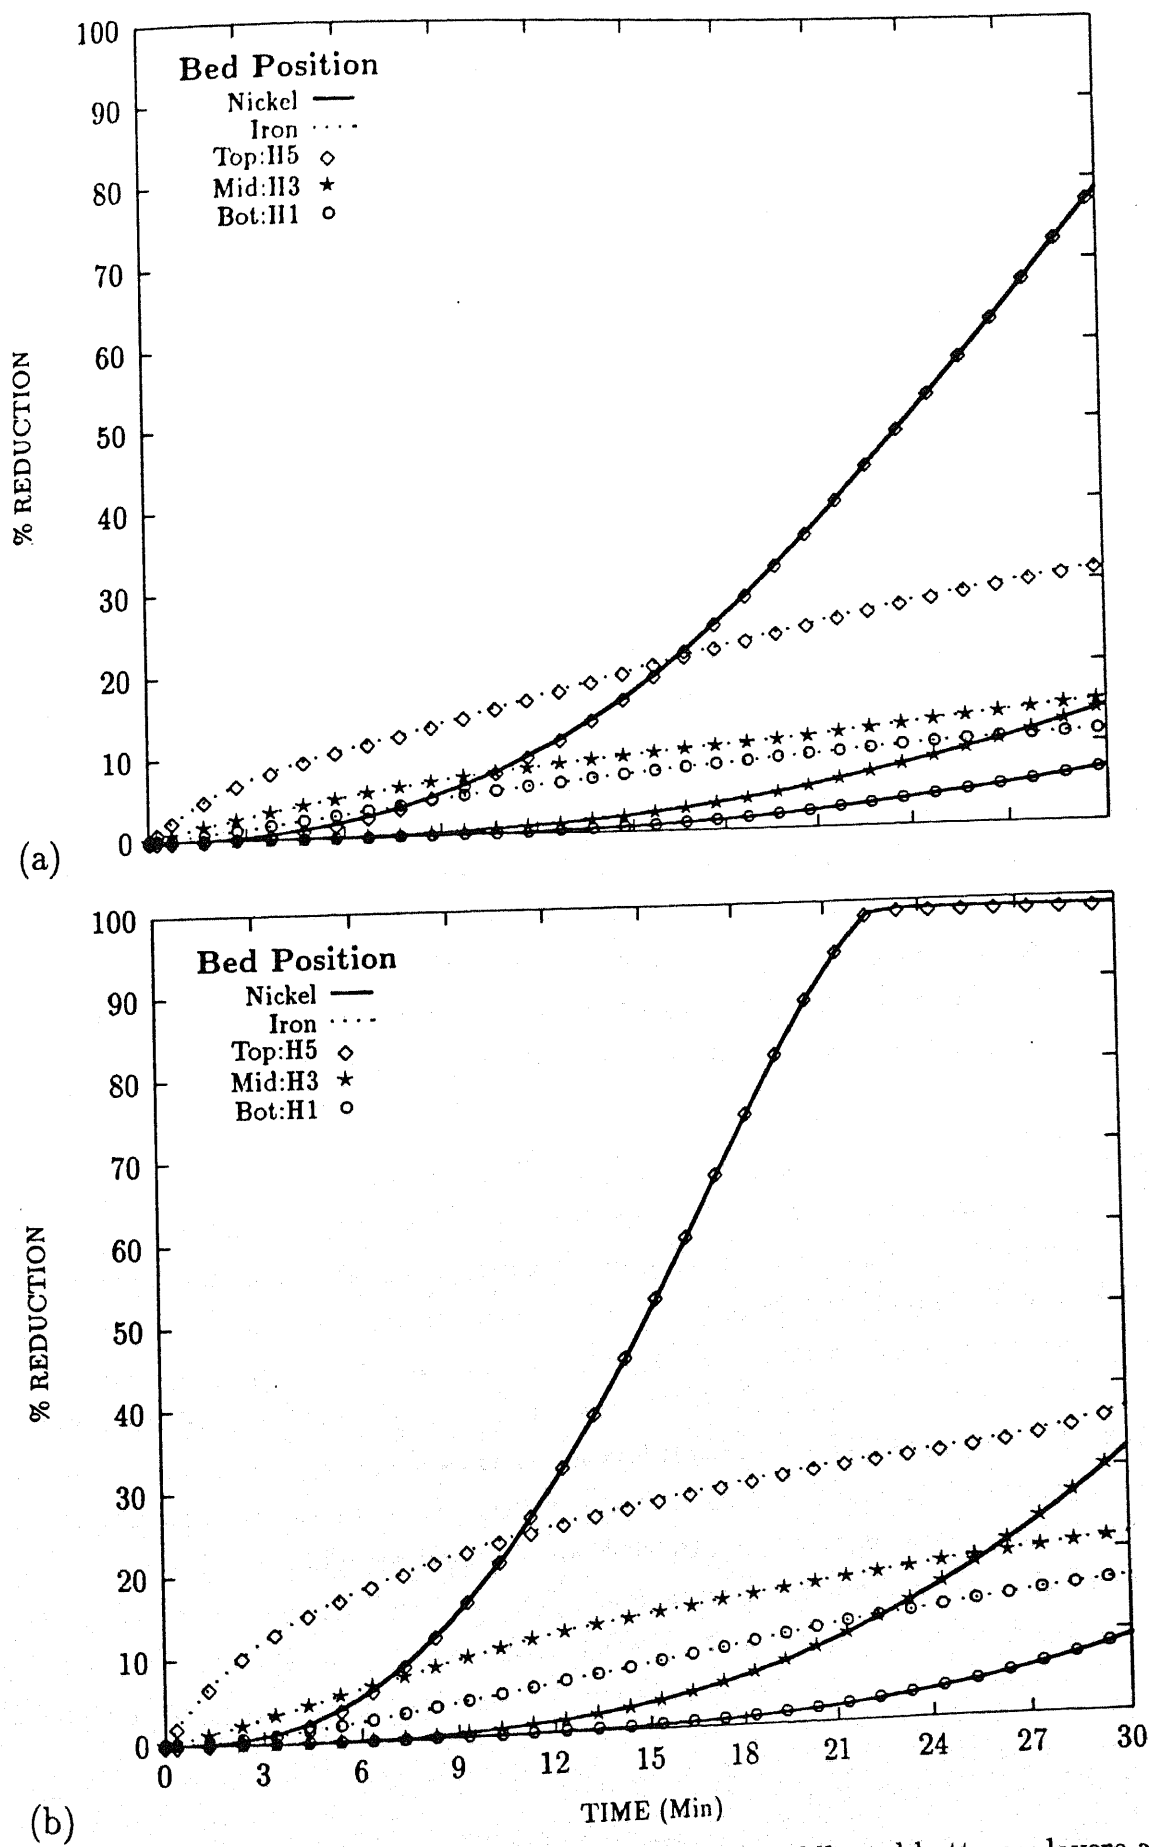 100
90
80
70
60
50
40
30
20
10
0
% REDUCTION
Bed Position
Nickel
Iron
Top:H5
Mid:H3
Bot:H1
(a)
100
90
80
70
60
50
40
30
20
10
0
% REDUCTION
Bed Position
Nickel
Iron
Top:H5
Mid:H3
Bot:H1
0 3 6 9 12 15 18 21 24 27 30
TIME (Min)
(b)